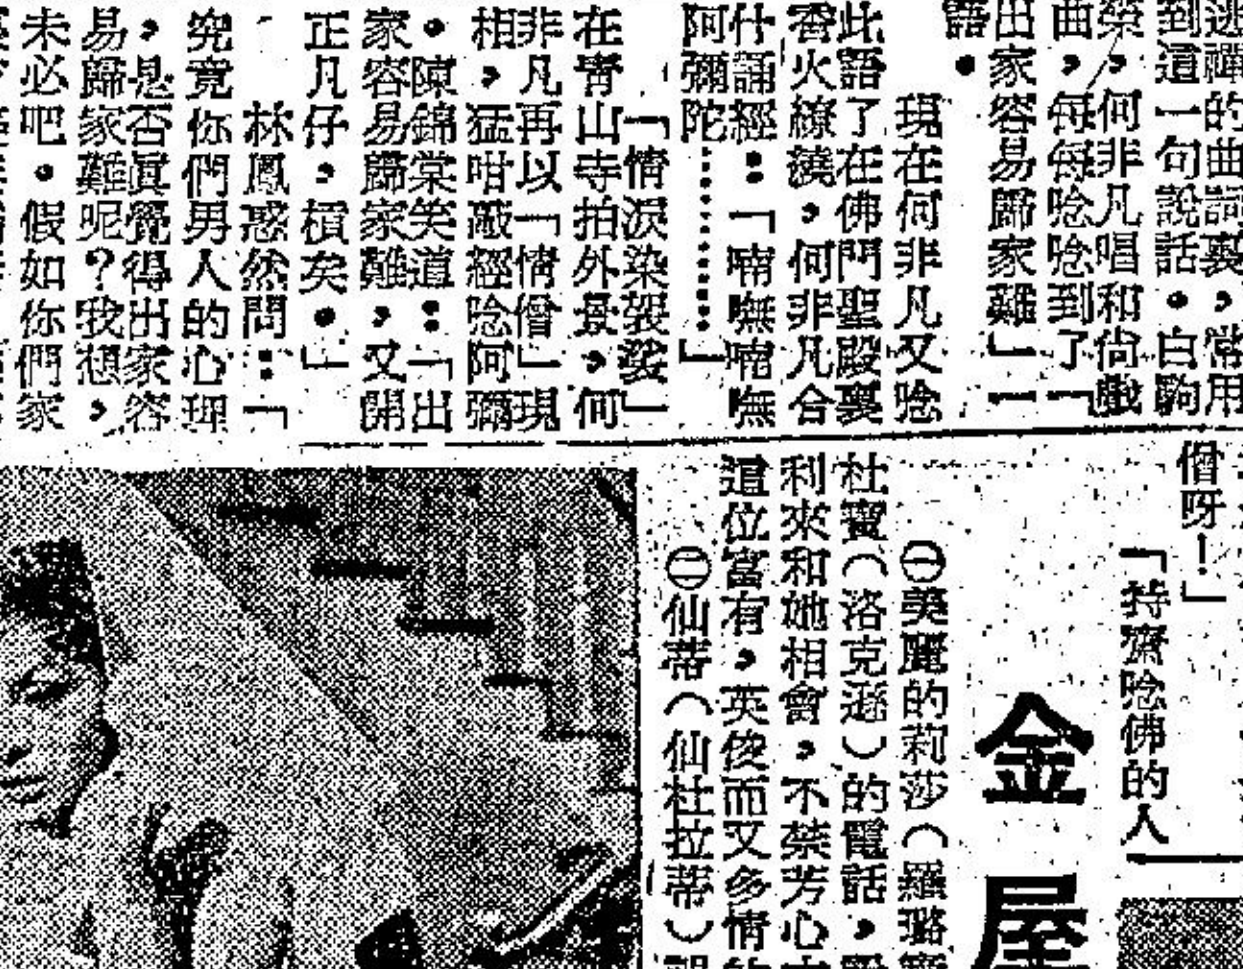 逃禪的曲詞裏，常用
到這一句說話。白駒
榮，何非凡唱和尚戲
曲，每每唸唸到了「
出家容易歸家難」一
語。
現在何非凡又唸
此語了在佛門聖殿裏
香火繚繞，何非凡合
什誦經：「喃嘸喃嘸
阿彌陀………」
「情淚染袈裟」
在靑山寺拍外景，何
非凡再以「情僧」現
相，猛咁敲經唸阿彌
。陳錦棠笑道：「出
家容易歸家難，又開
正凡仔，橫矣。」
林鳳惑然問：「
究竟你們男人的心理
，是否眞覺得出家容
易歸家難呢？我想，
未必吧。假如你們家
僧呀！」
「持齋唸佛的人
金屋
㊀美麗的莉莎（羅璐
杜寶（洛克遜）的電話，
利來和她相會，不禁芳心
這位富有，英俊而又多情
㊁仙蒂（仙杜拉蒂）